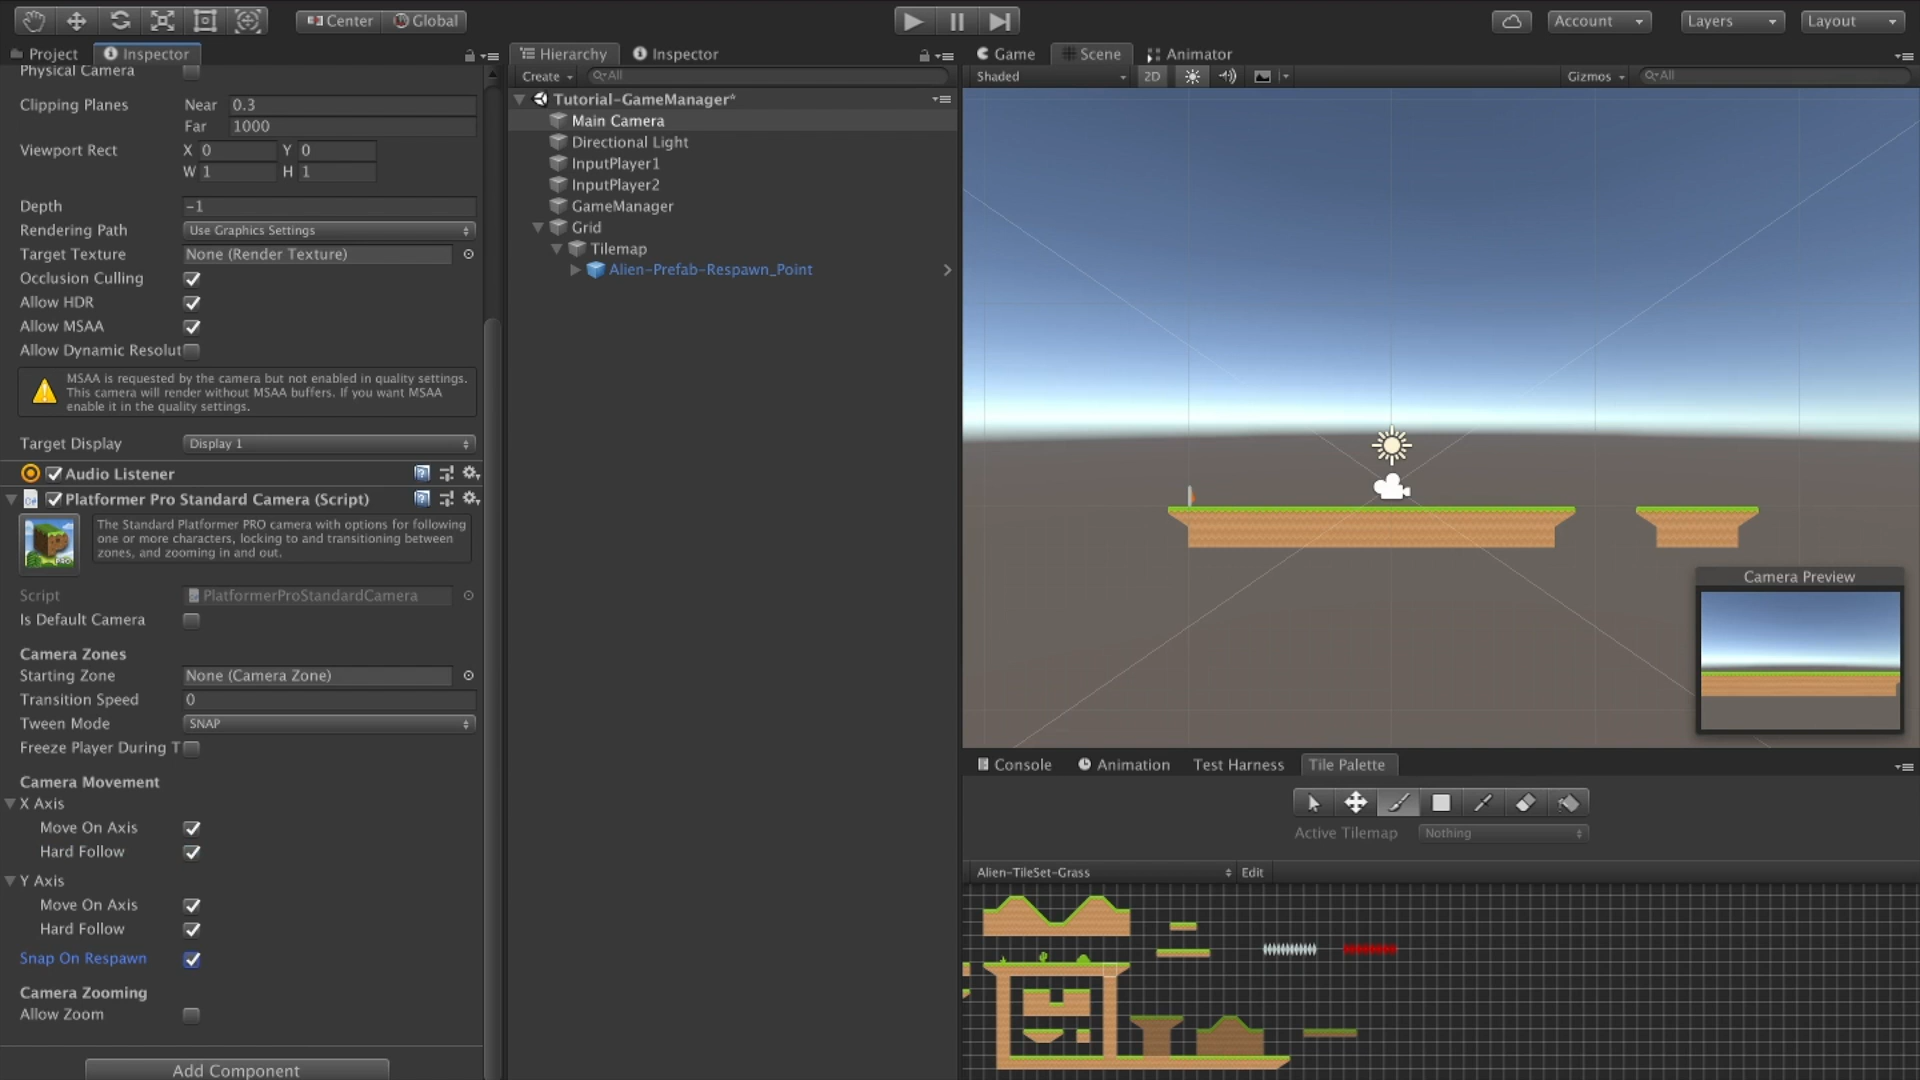 Center Global
Account Layers Layout
Project Inspector
Physical Camera
Clipping Planes Near 0.3
Far 1000
Viewport Rect X 0 Y 0
W 1 H 1
Depth -1
Rendering Path Use Graphics Settings
Target Texture None (Render Texture)
Occlusion Culling
Allow HDR
Allow MSAA
Allow Dynamic Resolut
MSAA is requested by the camera but not enabled in quality settings.
This camera will render without MSAA buffers. If you want MSAA
enable it in the quality settings.
Target Display Display 1
Audio Listener
Platformer Pro Standard Camera (Script)
The Standard Platformer PRO camera with options for following
one or more characters, locking to and transitioning between
zones, and zooming in and out.
PRO
Script PlatformerProStandardCamera
Is Default Camera
Camera Zones
Starting Zone None (Camera Zone)
Transition Speed 0
Tween Mode SNAP
Freeze Player During T
Camera Movement
X Axis
Move On Axis
Hard Follow
Y Axis
Move On Axis
Hard Follow
Snap On Respawn
Camera Zooming
Allow Zoom
Add Component
Hierarchy Inspector
Create All
Tutorial-GameManager*
Main Camera
Directional Light
InputPlayer1
InputPlayer2
GameManager
Grid
Tilemap
Alien-Prefab-Respawn_Point
Game Scene Animator
Shaded 2D Gizmos All
Camera Preview
Console Animation Test Harness Tile Palette
Active Tilemap Nothing
Alien-TileSet-Grass Edit